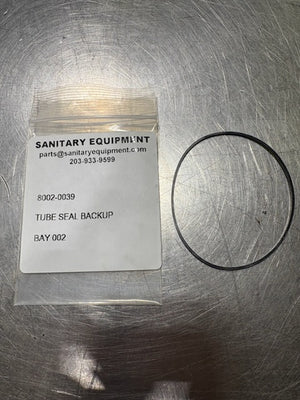 SANITARY EQUIPMENT
parts@sanitaryequipment.com
203-933-9599
8002-0039
TUBE SEAL BACKUP
BAY 002